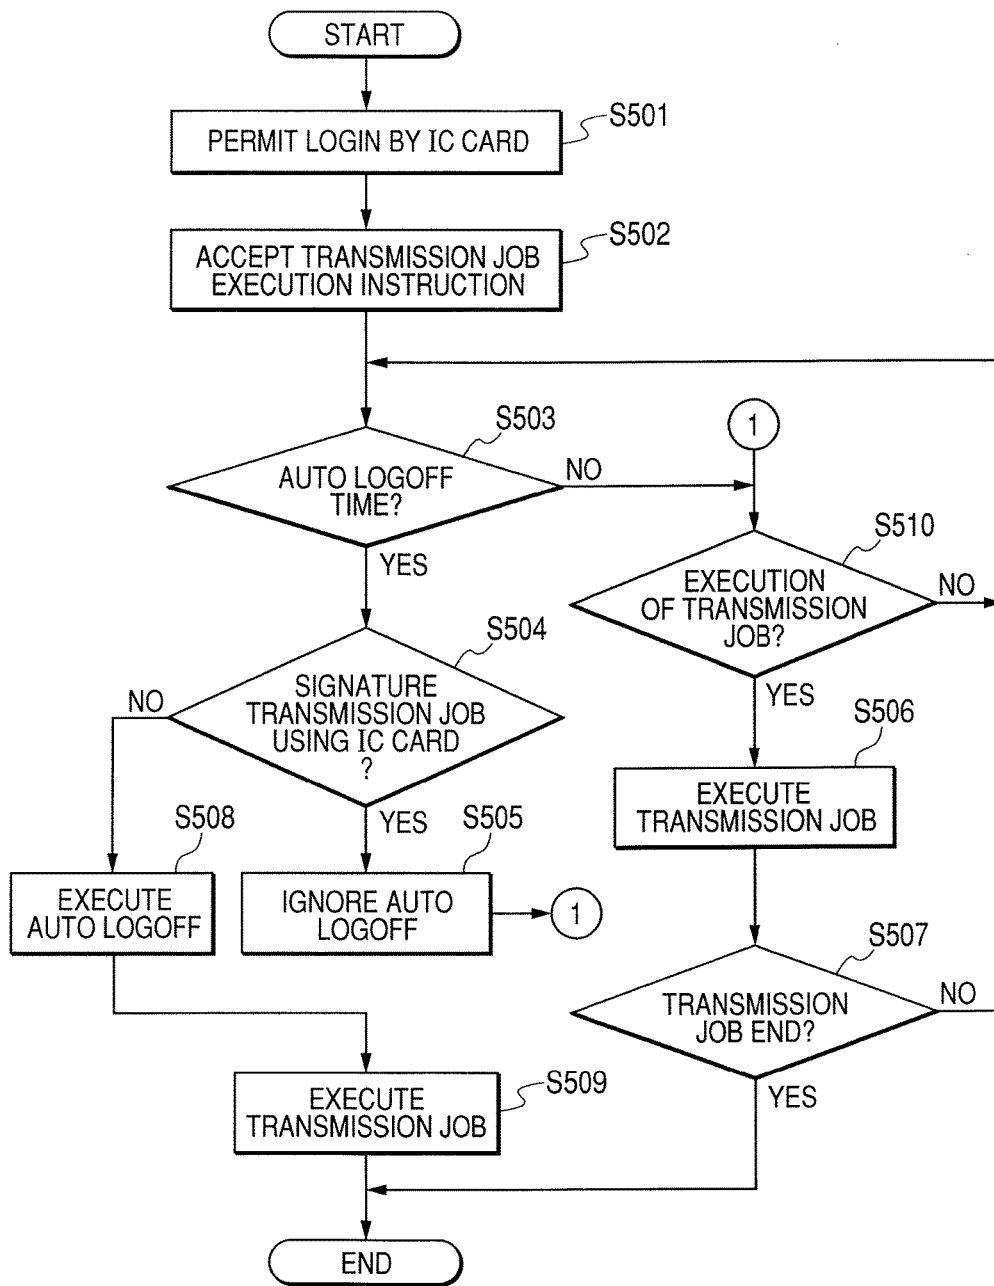 START
PERMIT LOGIN BY IC CARD
S501
ACCEPT TRANSMISSION JOB
EXECUTION INSTRUCTION
S502
AUTO LOGOFF
TIME?
S503
NO
YES
1
EXECUTION
OF TRANSMISSION
JOB?
S510
NO
YES
SIGNATURE
TRANSMISSION JOB
USING IC CARD
?
S504
NO
YES
EXECUTE
TRANSMISSION JOB
S506
EXECUTE
AUTO LOGOFF
S508
IGNORE AUTO
LOGOFF
S505
1
TRANSMISSION
JOB END?
S507
NO
YES
EXECUTE
TRANSMISSION JOB
S509
END